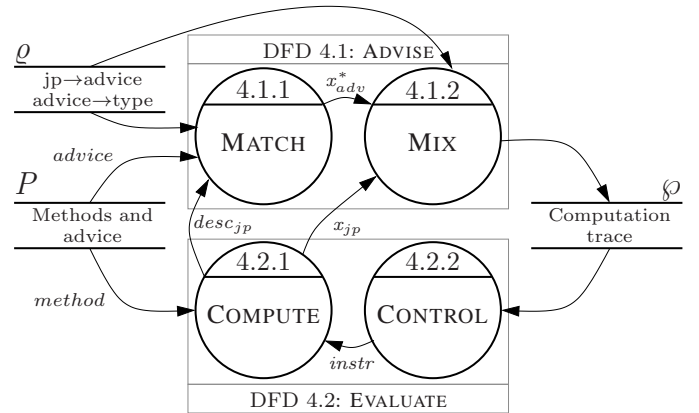 DFD 4.1: ADVISE
ϱ
jp→advice
advice→type
4.1.1
x*adv
4.1.2
MATCH
MIX
advice
P
Methods and
advice
descjp
xjp
℘
Computation
trace
4.2.1
4.2.2
method
COMPUTE
CONTROL
instr
DFD 4.2: EVALUATE